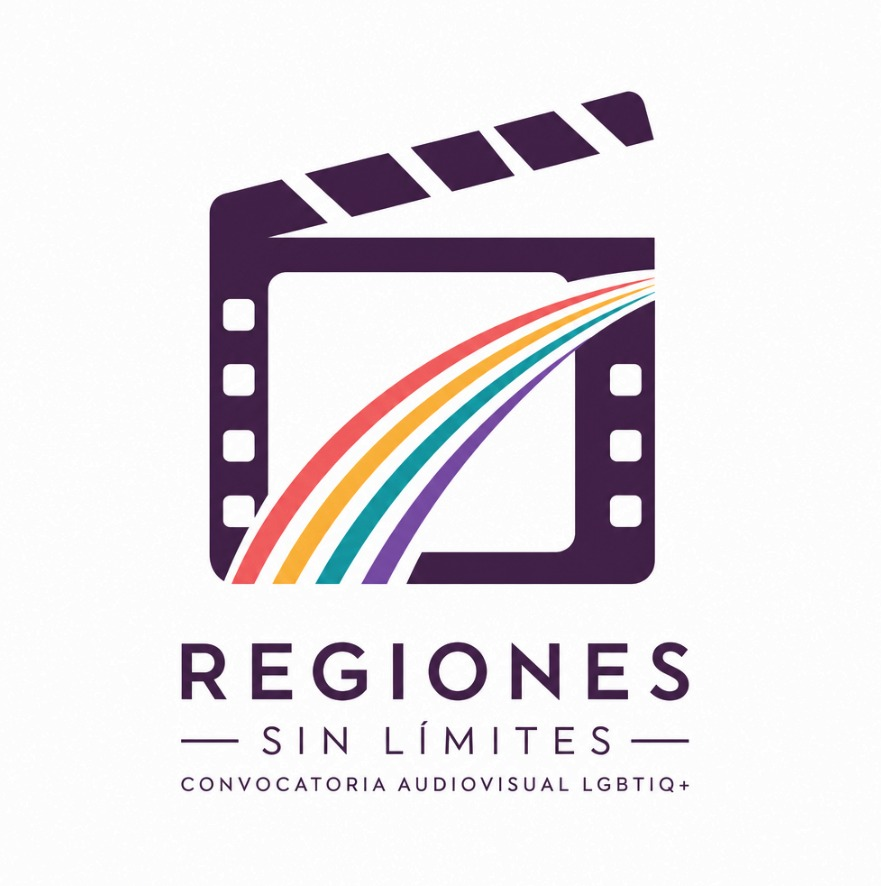 REGIONES
SIN LÍMITES
CONVOCATORIA AUDIOVISUAL LGBTIQ+